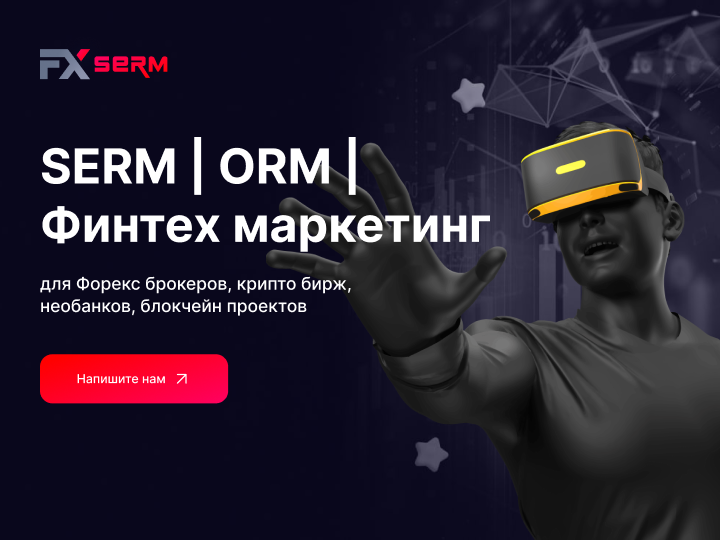 FX SERM
SERM | ORM |
Финтех маркетинг
для Форекс брокеров, крипто бирж,
необанков, блокчейн проектов
Напишите нам